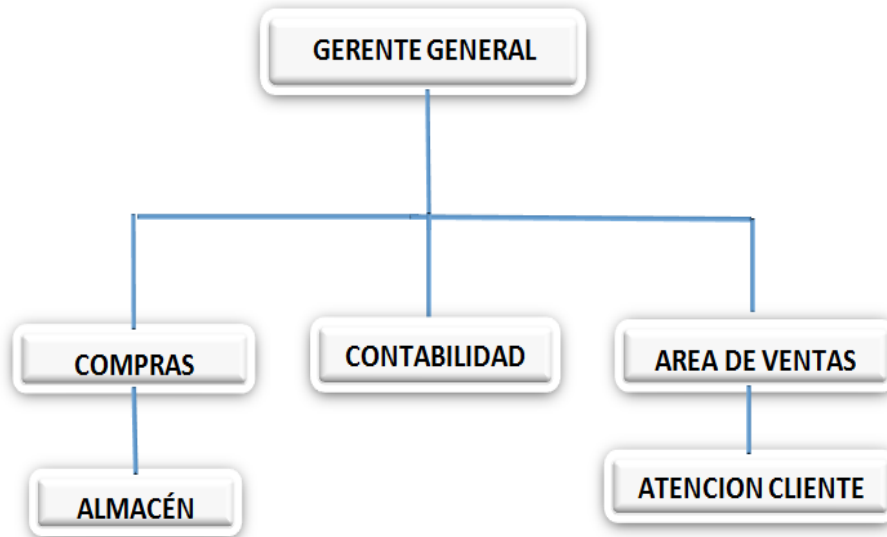 GERENTE GENERAL
COMPRAS
CONTABILIDAD
AREA DE VENTAS
ALMACÉN
ATENCION CLIENTE